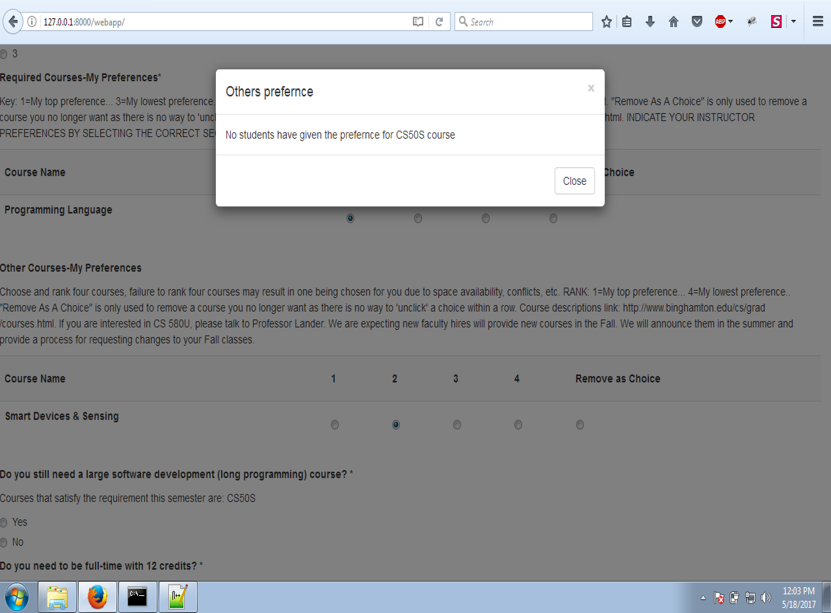 127.0.0.1:8000/webapp/
Search
ABP
S
3
Required Courses-My Preferences*
Key: 1=My top preference... 3=My lowest preference.
"Remove As A Choice" is only used to remove a
course you no longer want as there is no way to 'uncl
html. INDICATE YOUR INSTRUCTOR
PREFERENCES BY SELECTING THE CORRECT SE
Others prefernce
x
No students have given the prefernce for CS50S course
Close
Course Name
Choice
Programming Language
Other Courses-My Preferences
Choose and rank four courses, failure to rank four courses may result in one being chosen for you due to space availability, conflicts, etc. RANK: 1=My top preference... 4=My lowest preference..
"Remove As A Choice" is only used to remove a course you no longer want as there is no way to 'unclick' a choice within a row. Course descriptions link: http://www.binghamton.edu/cs/grad
/courses.html. If you are interested in CS 580U, please talk to Professor Lander. We are expecting new faculty hires will provide new courses in the Fall. We will announce them in the summer and
provide a process for requesting changes to your Fall classes.
Course Name 1 2 3 4 Remove as Choice
Smart Devices & Sensing
Do you still need a large software development (long programming) course? *
Courses that satisfy the requirement this semester are: CS50S
Yes
No
Do you need to be full-time with 12 credits? *
12:03 PM
5/18/2017